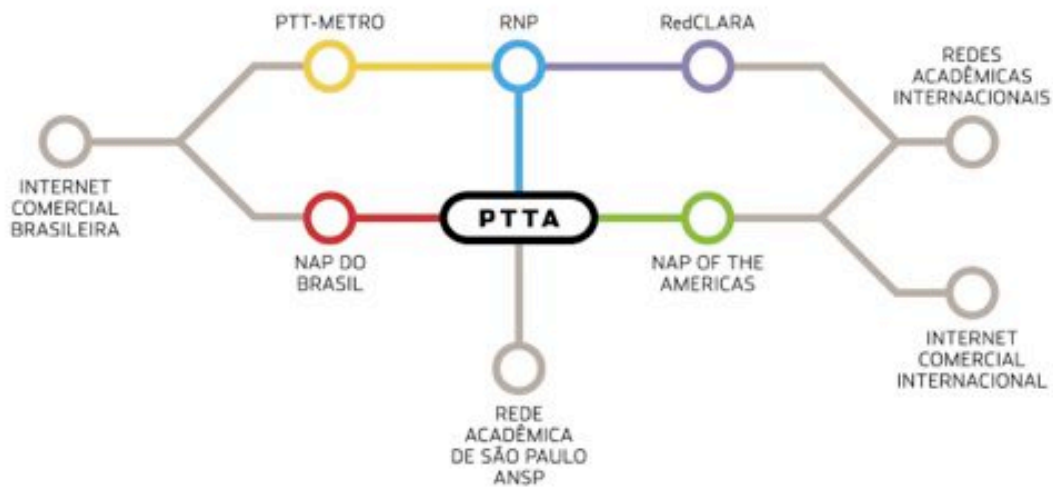 PTT-METRO
RNP
RedCLARA
REDES
ACADÊMICAS
INTERNACIONAIS
INTERNET
COMERCIAL
BRASILEIRA
PTTA
NAP DO
BRASIL
NAP OF THE
AMERICAS
INTERNET
COMERCIAL
INTERNACIONAL
REDE
ACADÊMICA
DE SÃO PAULO
ANSP